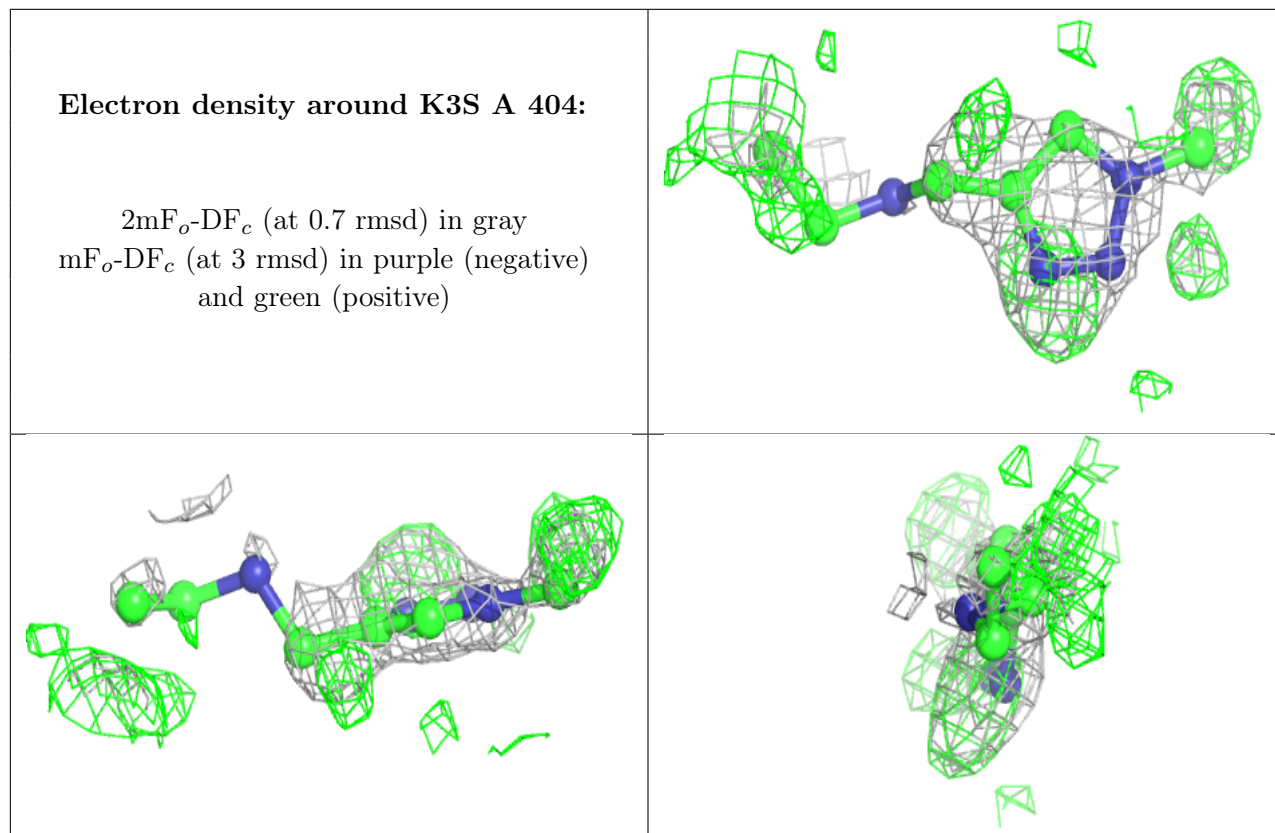 Electron density around K3S A 404:
2mFo-DFc (at 0.7 rmsd) in gray
mFo-DFc (at 3 rmsd) in purple (negative)
and green (positive)